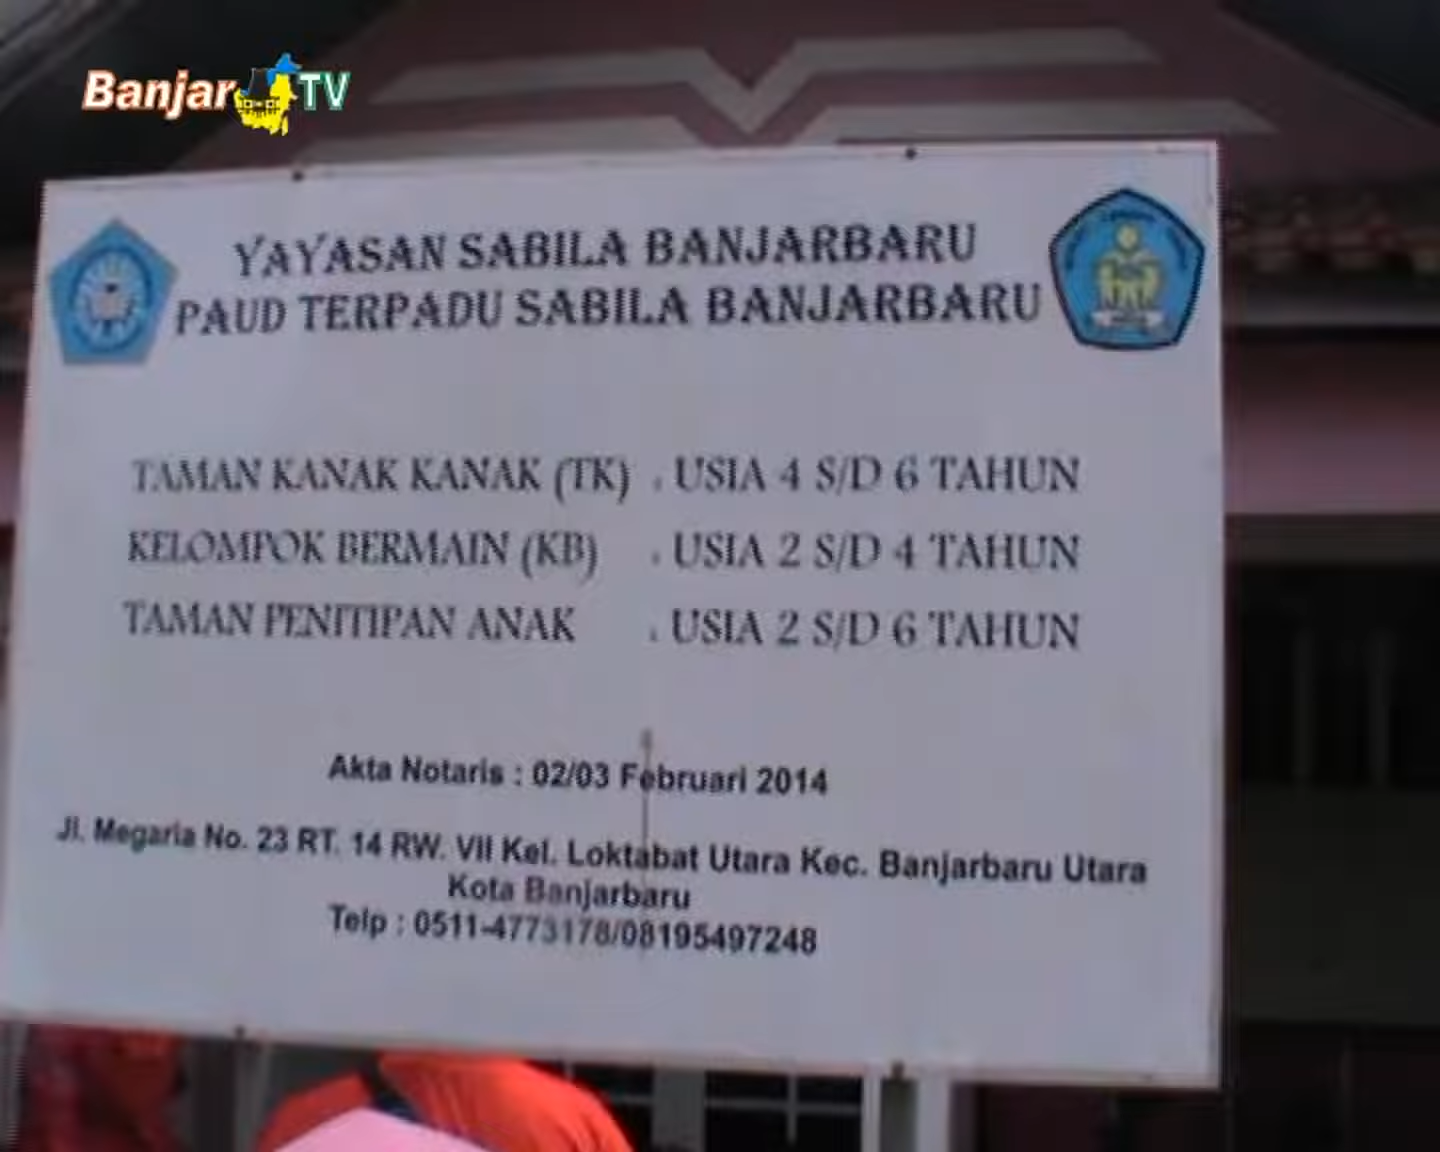 Banjar TV
YAYASAN SABILA BANJARBARU
PAUD TERPADU SABILA BANJARBARU
TAMAN KANAK KANAK (TK) : USIA 4 S/D 6 TAHUN
KELOMPOK BERMAIN (KB) : USIA 2 S/D 4 TAHUN
TAMAN PENITIPAN ANAK : USIA 2 S/D 6 TAHUN
Akta Notaris : 02/03 Februari 2014
Jl. Megaria No. 23 RT. 14 RW. VII Kel. Loktabat Utara Kec. Banjarbaru Utara
Kota Banjarbaru
Telp : 0511-4773178/08195497248